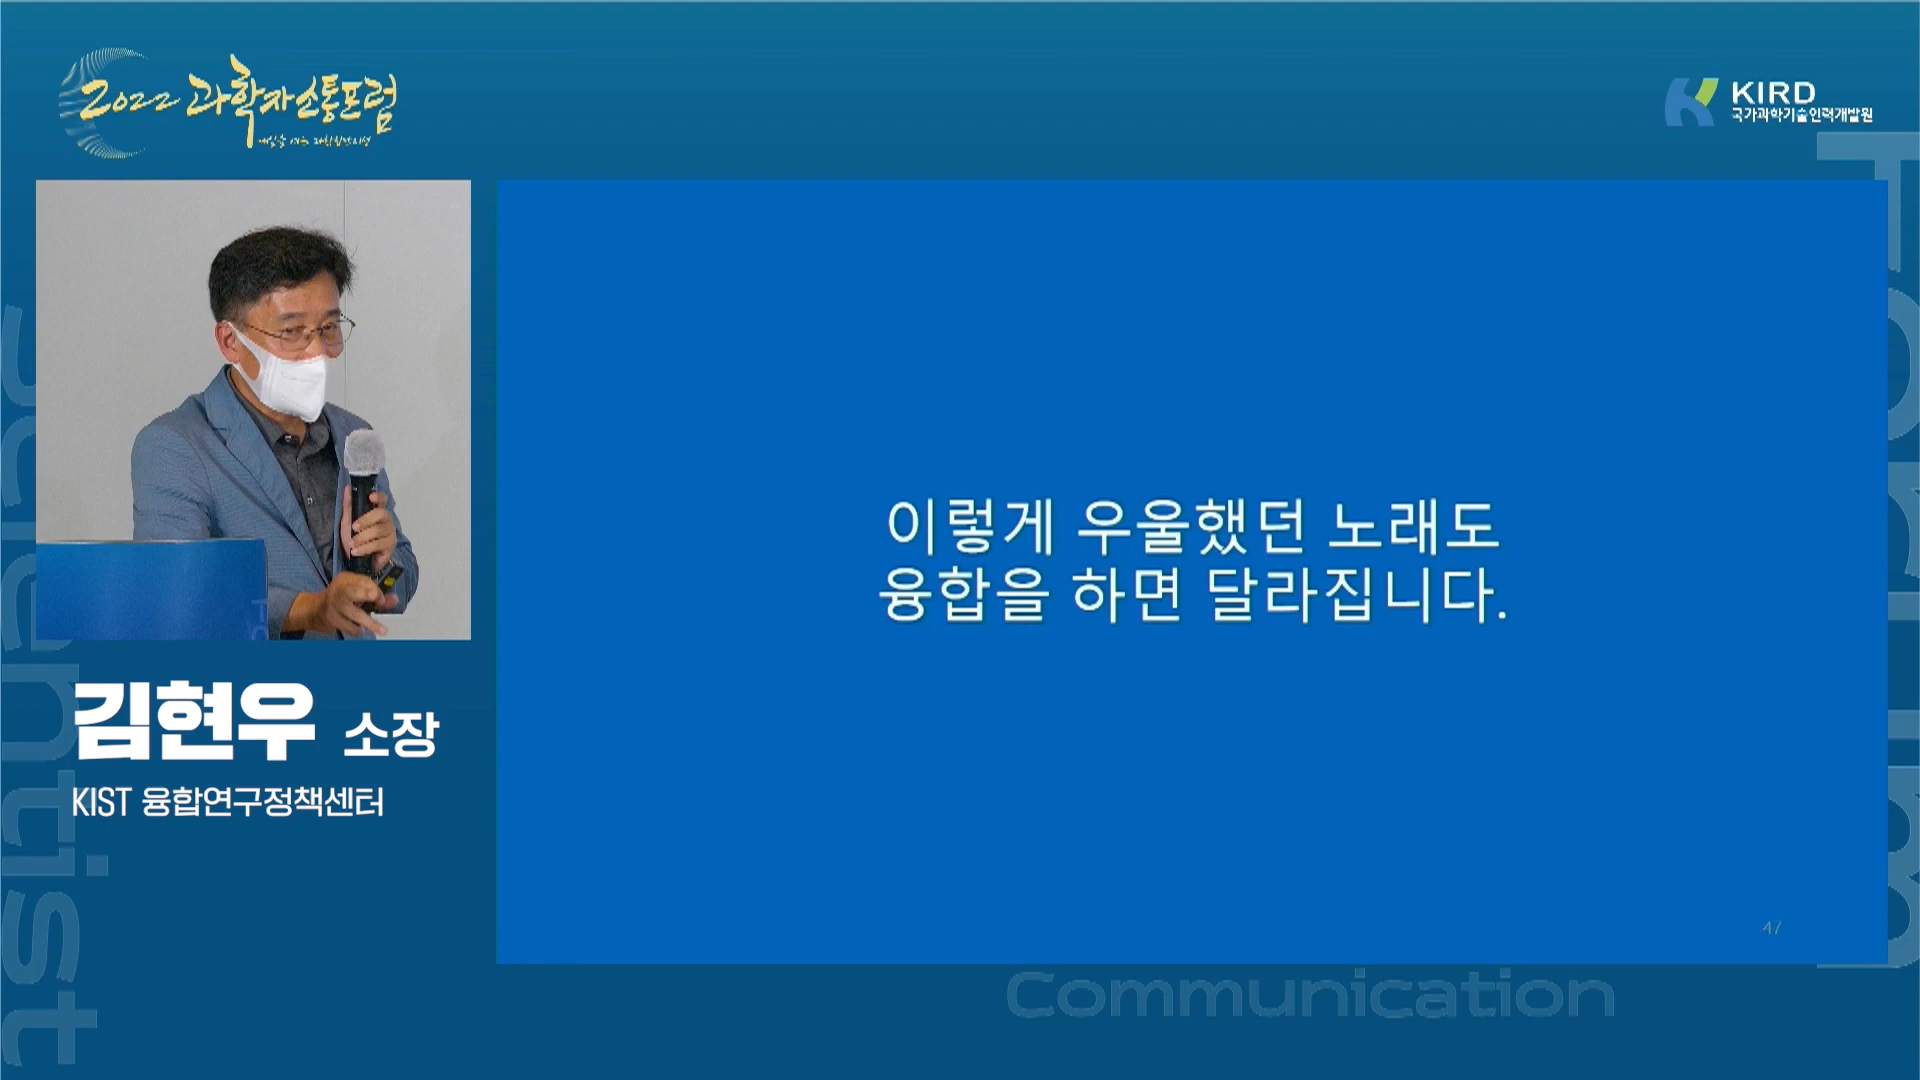 2022 과학자소통포럼
KIRD
국가과학기술인력개발원
이렇게 우울했던 노래도
융합을 하면 달라집니다.
47
김현우 소장
KIST 융합연구정책센터
Scientist
Forum
Communication